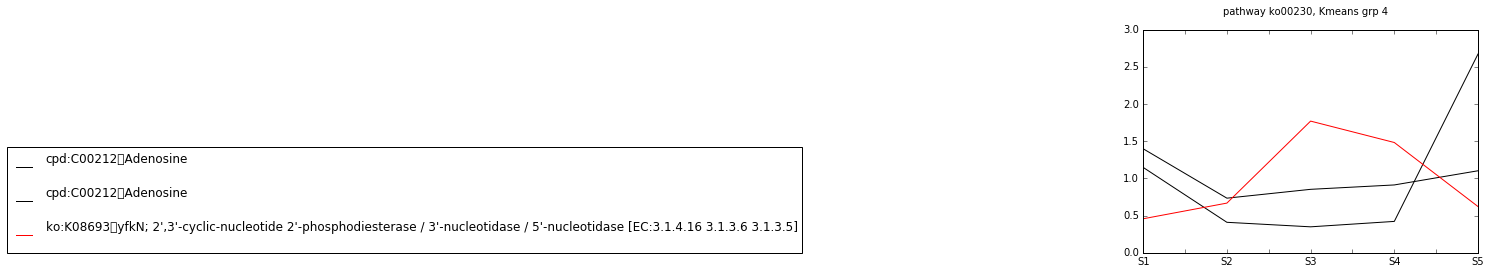 pathway ko00230, Kmeans grp 4
3.0
2.5
2.0
1.5
1.0
0.5
0.0
S1 S2 S3 S4 S5
cpd:C00212▯Adenosine
cpd:C00212▯Adenosine
ko:K08693▯yfkN; 2',3'-cyclic-nucleotide 2'-phosphodiesterase / 3'-nucleotidase / 5'-nucleotidase [EC:3.1.4.16 3.1.3.6 3.1.3.5]